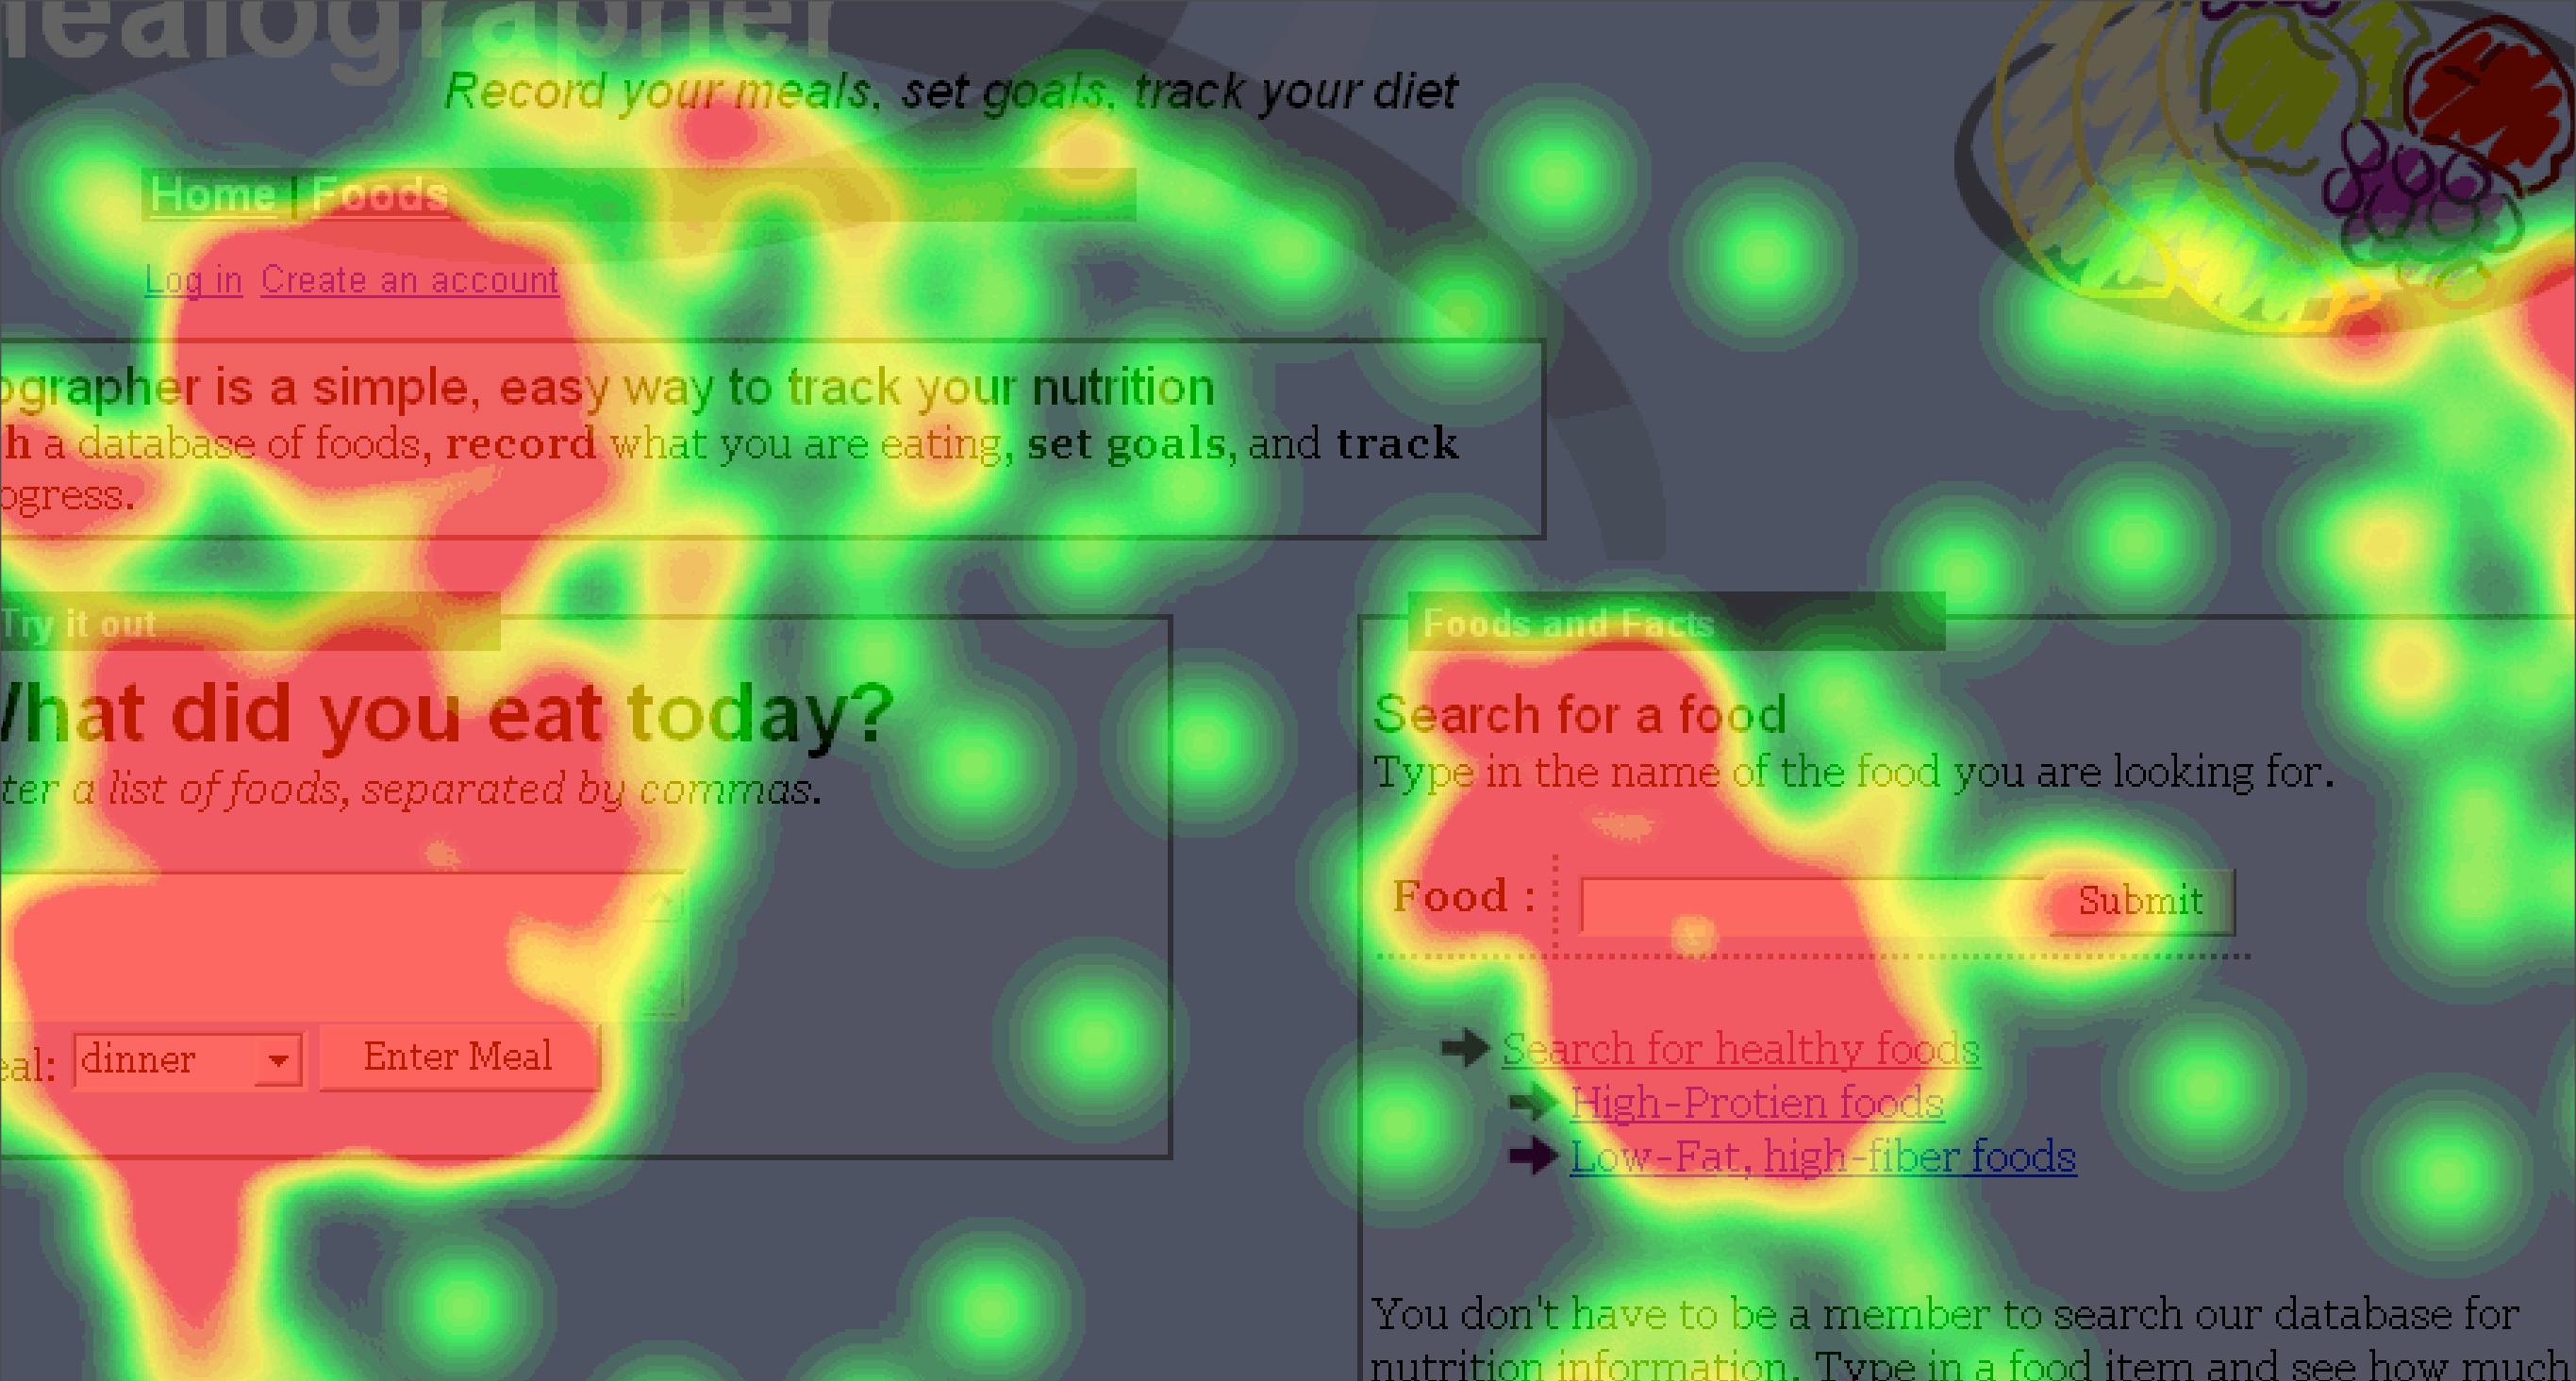 ealographer
Record your meals, set goals, track your diet
Home | Foods
Log in Create an account
ographer is a simple, easy way to track your nutrition
h a database of foods, record what you are eating, set goals, and track
ogress.
Try it out
What did you eat today?
ter a list of foods, separated by commas.
eal: dinner Enter Meal
Foods and Facts
Search for a food
Type in the name of the food you are looking for.
Food : Submit
Search for healthy foods
High-Protien foods
Low-Fat, high-fiber foods
You don't have to be a member to search our database for
nutrition information. Type in a food item and see how much